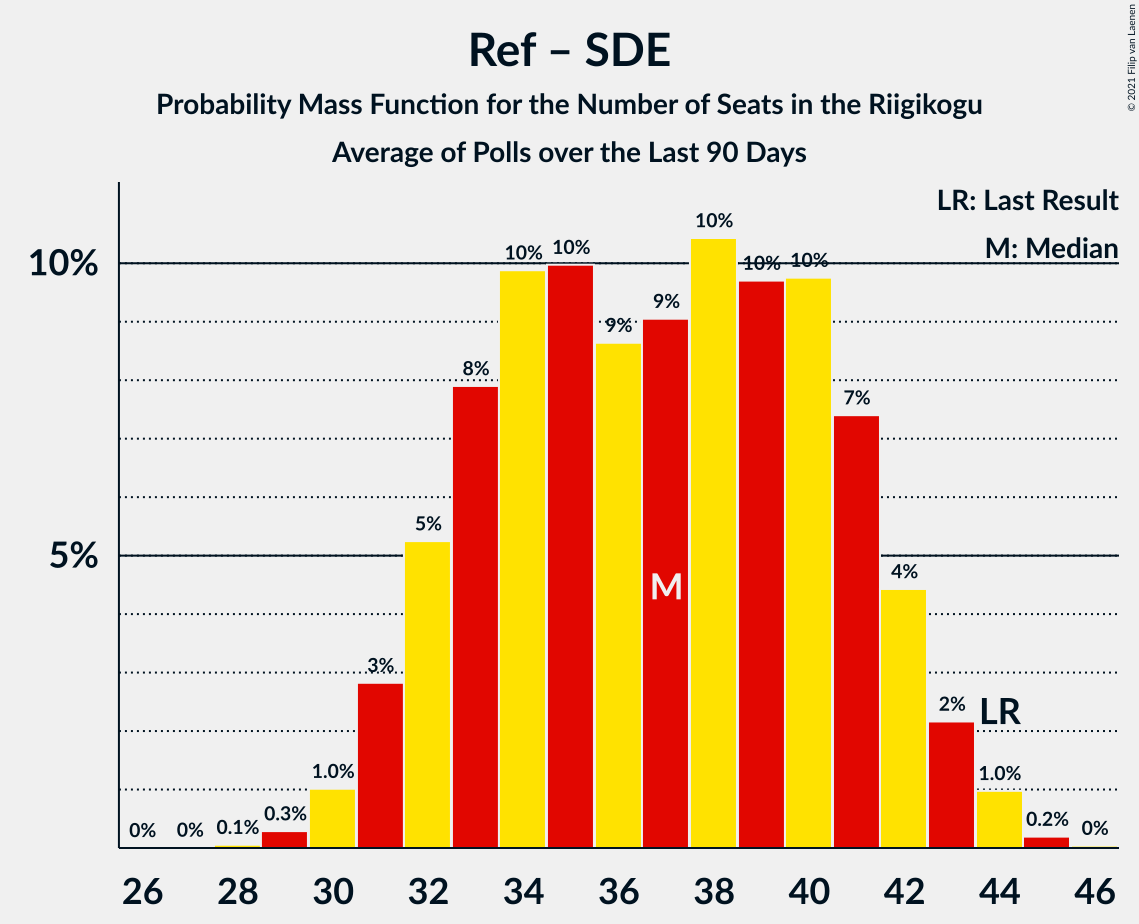 Ref – SDE
Probability Mass Function for the Number of Seats in the Riigikogu
Average of Polls over the Last 90 Days
© 2021 Filip van Laenen
LR: Last Result
M: Median
10%
5%
0%
0%
0.1%
0.3%
1.0%
3%
5%
8%
10%
10%
9%
9%
10%
10%
10%
7%
4%
2%
1.0%
0.2%
0%
M
LR
26 28 30 32 34 36 38 40 42 44 46